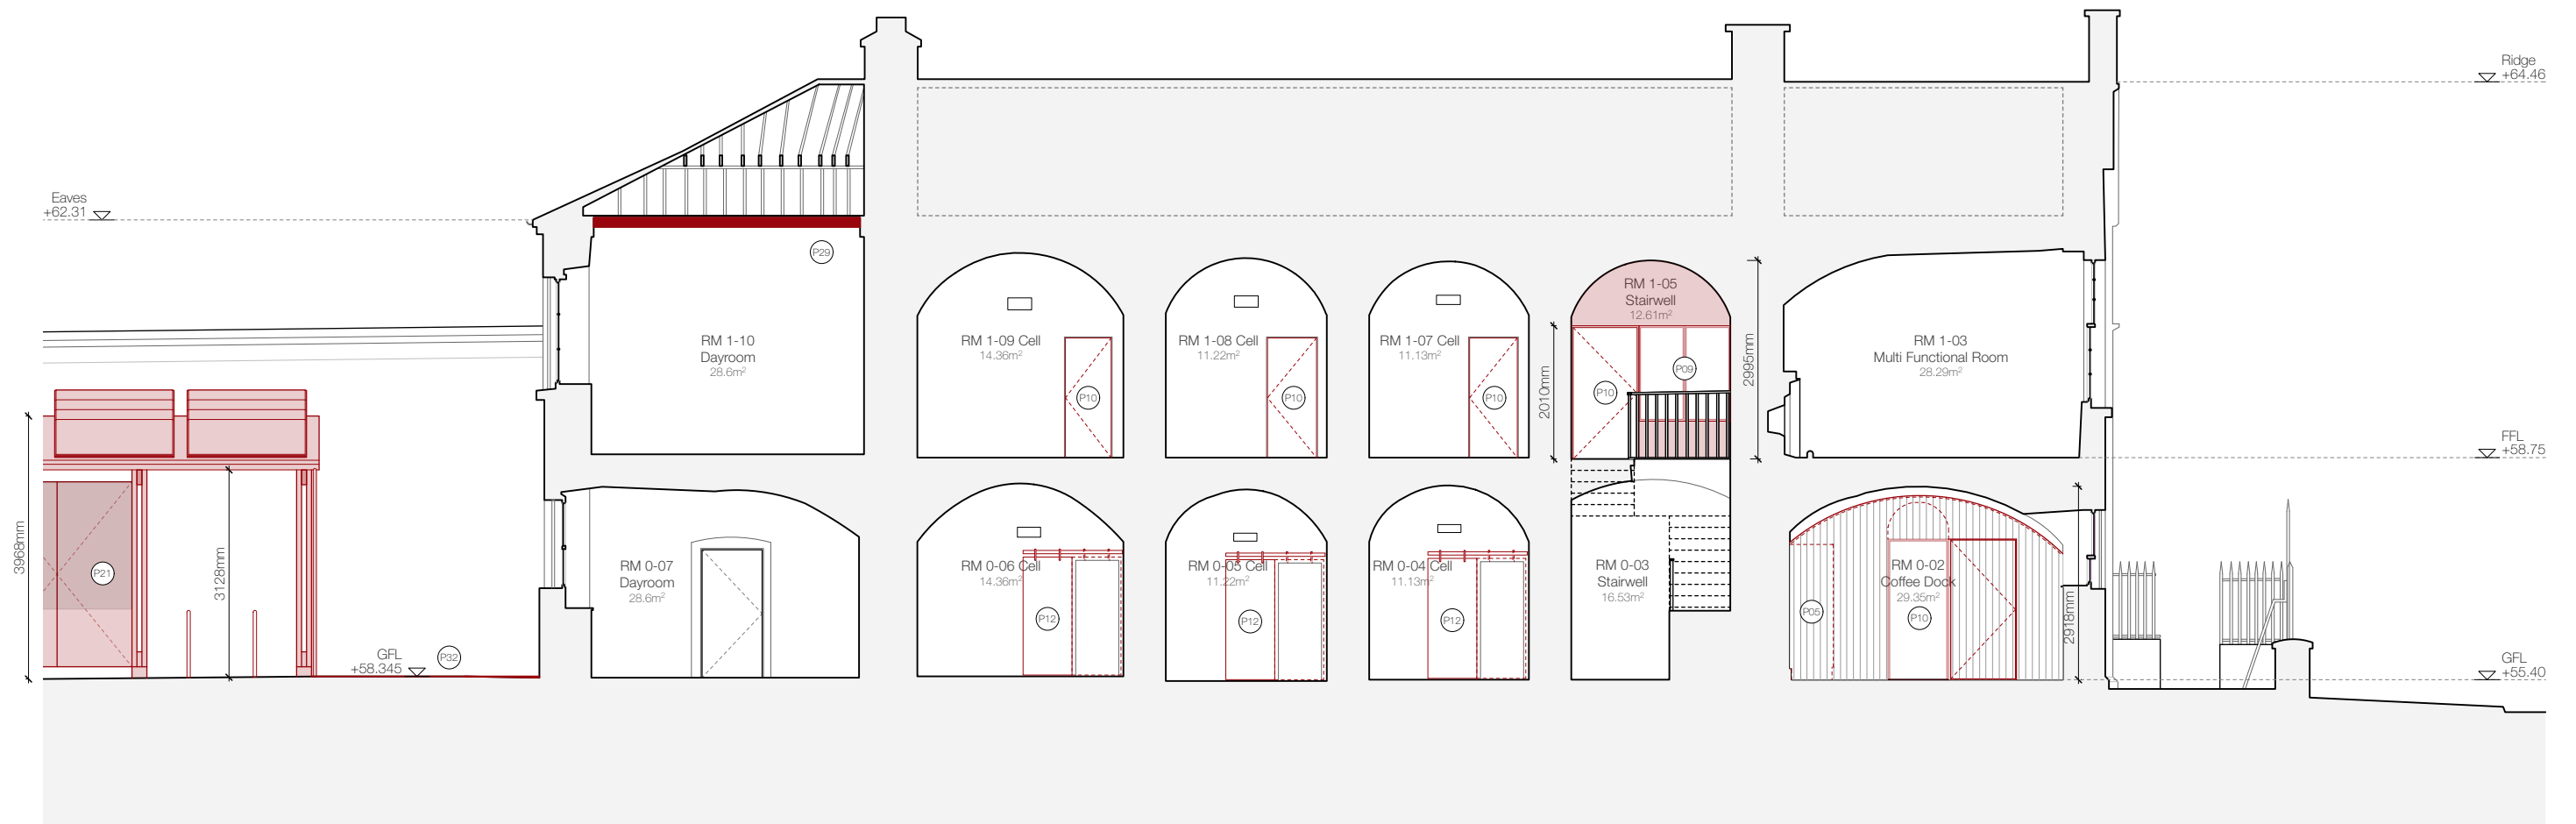 Ridge
+64.46
Eaves
+62.31
P29
RM 1-10
Dayroom
28.6m²
RM 1-09 Cell
14.36m²
P10
RM 1-08 Cell
11.22m²
P10
RM 1-07 Cell
11.13m²
P10
RM 1-05
Stairwell
12.61m²
P09
P10
2010mm
2995mm
RM 1-03
Multi Functional Room
28.29m²
FFL
+58.75
3968mm
P21
3128mm
GFL
+58.345
P32
RM 0-07
Dayroom
28.6m²
RM 0-06 Cell
14.36m²
P12
RM 0-05 Cell
11.22m²
P12
RM 0-04 Cell
11.13m²
P12
RM 0-03
Stairwell
16.53m²
RM 0-02
Coffee Dock
29.35m²
P05
P10
2918mm
GFL
+55.40